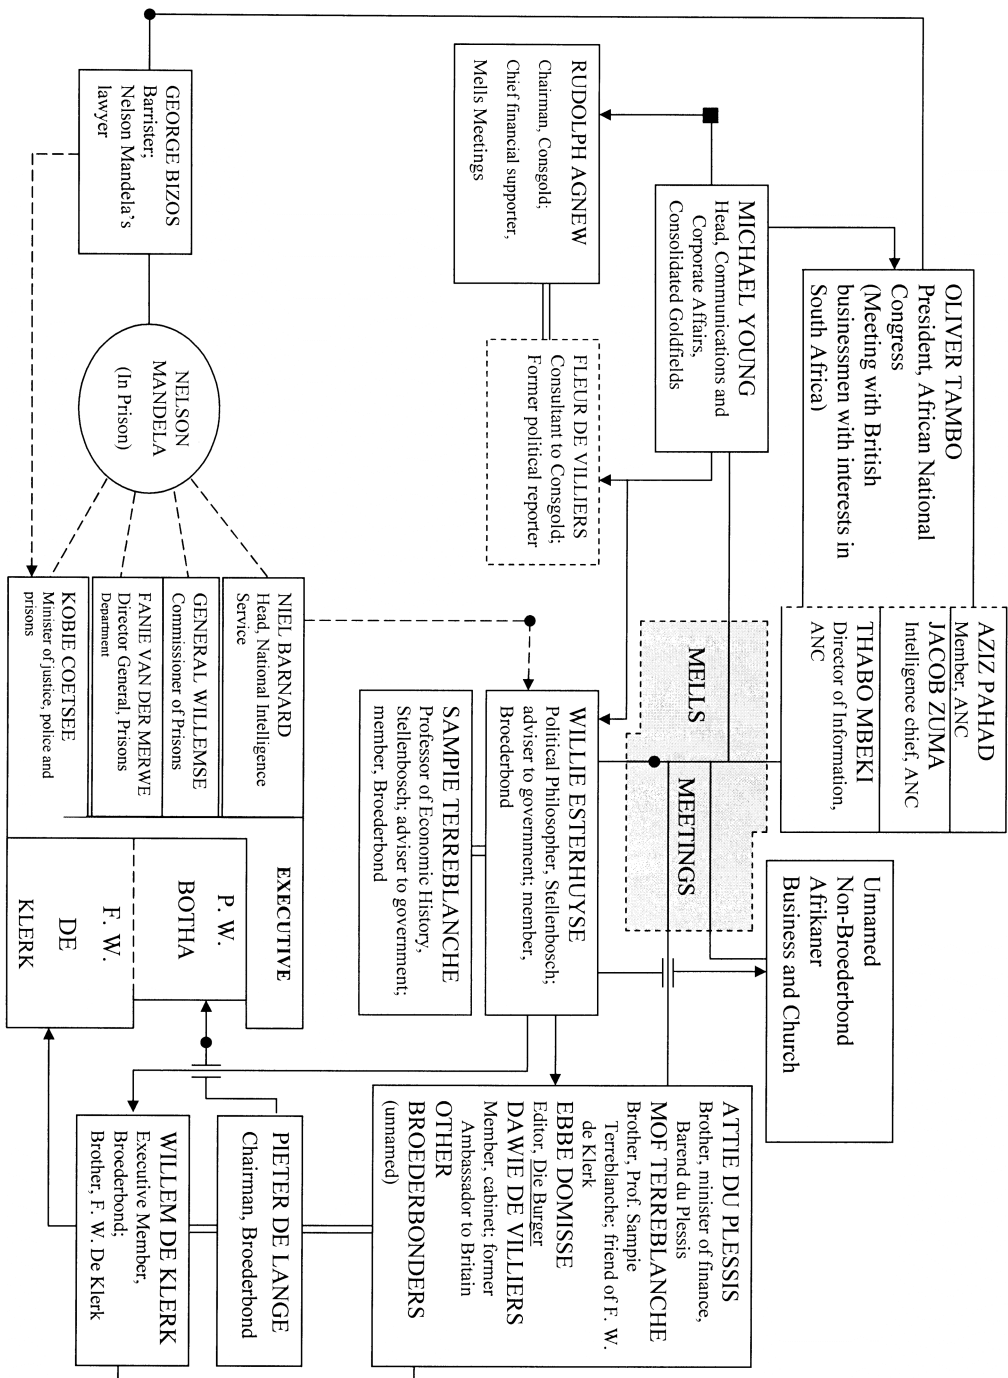 OLIVER TAMBO
President, African National
Congress
(Meeting with British
businessmen with interests in
South Africa)
AZIZ PAHAD
Member, ANC
JACOB ZUMA
Intelligence chief, ANC
THABO MBEKI
Director of Information,
ANC
Unnamed
Non-Broederbond
Afrikaner
Business and Church
MICHAEL YOUNG
Head, Communications and
Corporate Affairs,
Consolidated Goldfields
MELLS
MEETINGS
ATTIE DU PLESSIS
Brother, minister of finance,
Barend du Plessis
MOF TERREBLANCHE
Brother, Prof. Sampie
Terreblanche; friend of F. W.
de Klerk
EBBE DOMISSE
Editor, Die Burger
DAWIE DE VILLIERS
Member, cabinet; former
Ambassador to Britain
OTHER
BROEDERBONDERS
(unnamed)
RUDOLPH AGNEW
Chairman, Consgold;
Chief financial supporter,
Mells Meetings
FLEUR DE VILLIERS
Consultant to Consgold;
Former political reporter
WILLIE ESTERHUYSE
Political Philosopher, Stellenbosch;
adviser to government; member,
Broederbond
SAMPIE TERREBLANCHE
Professor of Economic History,
Stellenbosch; adviser to government;
member, Broederbond
PIETER DE LANGE
Chairman, Broederbond
WILLEM DE KLERK
Executive Member,
Broederbond;
Brother, F. W. De Klerk
GEORGE BIZOS
Barrister;
Nelson Mandela's
lawyer
NELSON
MANDELA
(In Prison)
NIEL BARNARD
Head, National Intelligence
Service
GENERAL WILLEMSE
Commissioner of Prisons
FANIE VAN DER MERWE
Director General, Prisons
Department
KOBIE COETSEE
Minister of justice, police and
prisons
EXECUTIVE
P. W.
BOTHA
F. W.
DE
KLERK